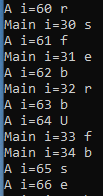 A i=60 r
Main i=30 s
A i=61 f
Main i=31 e
A i=62 b
Main i=32 r
A i=63 b
A i=64 U
Main i=33 f
Main i=34 b
A i=65 s
A i=66 e